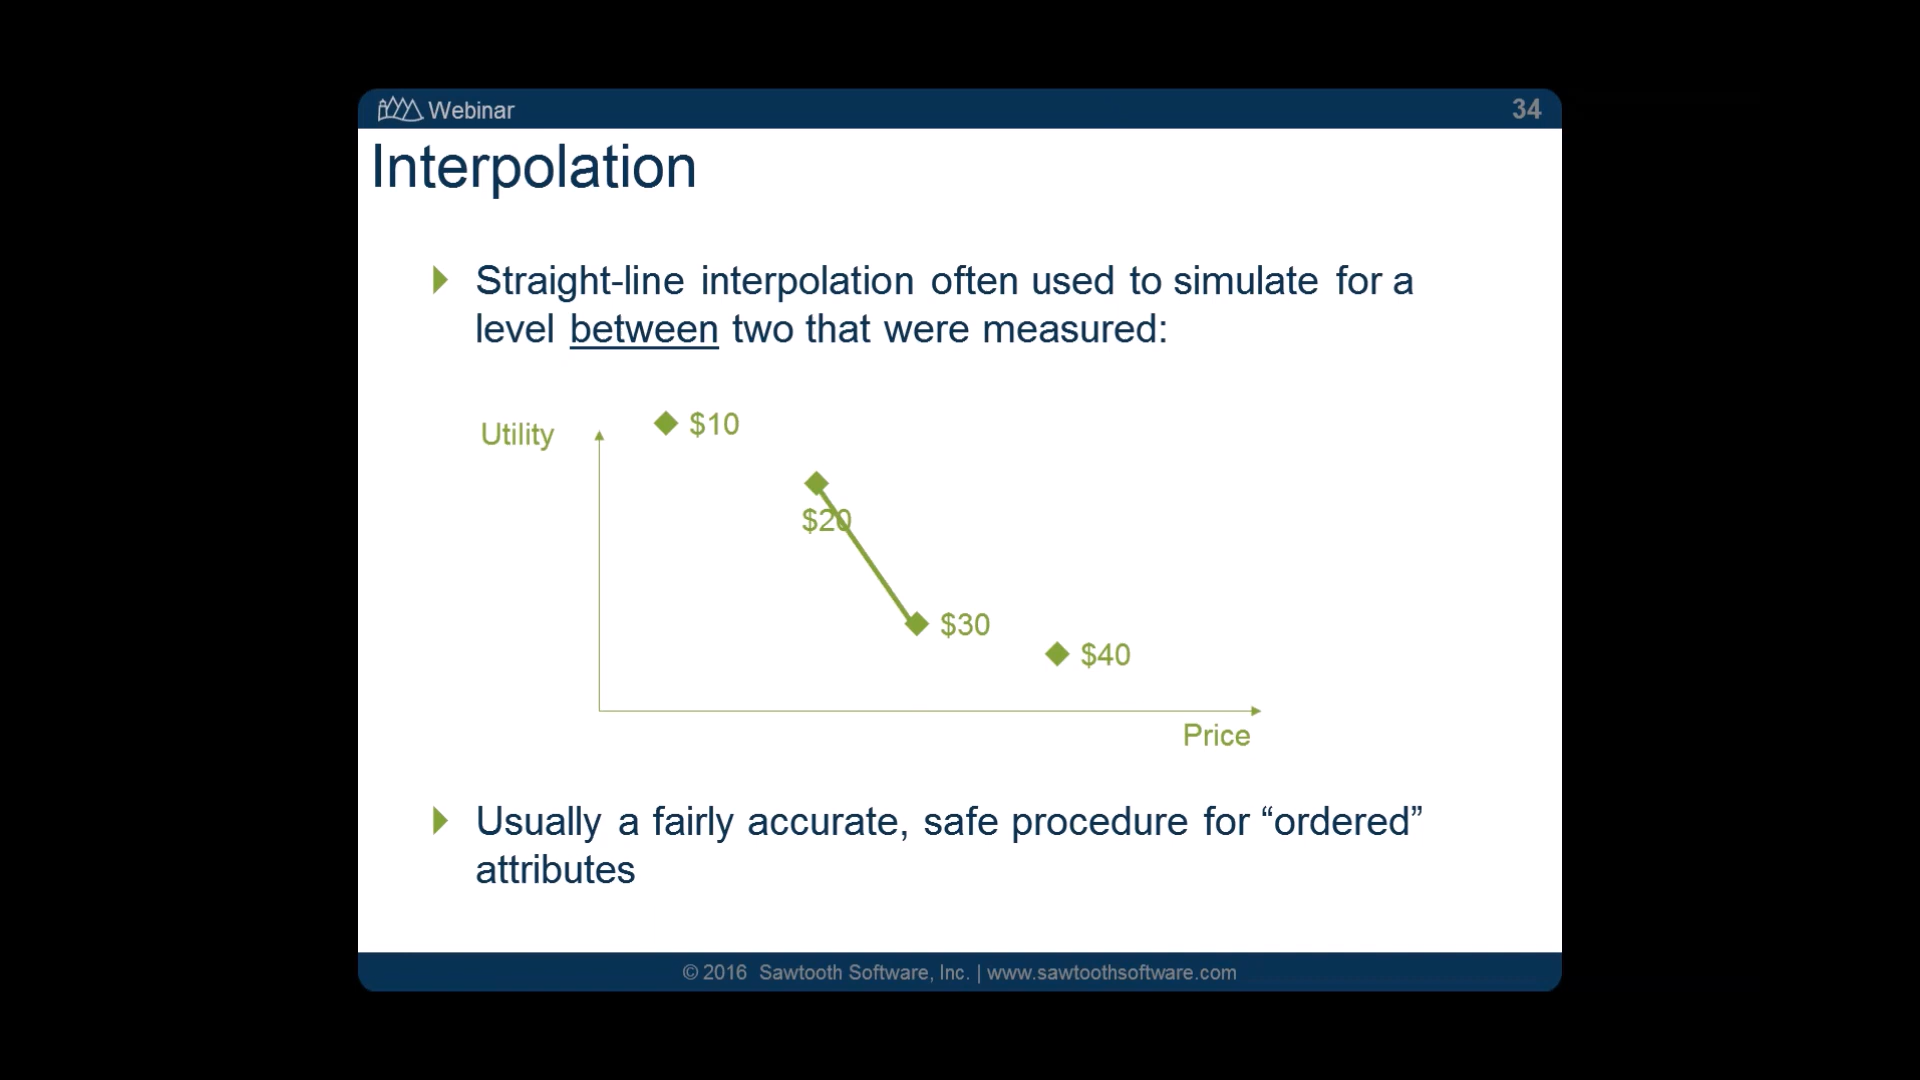 Webinar
34
Interpolation
Straight-line interpolation often used to simulate for a
level between two that were measured:
Utility
$10
$20
$30
$40
Price
Usually a fairly accurate, safe procedure for “ordered”
attributes
© 2016 Sawtooth Software, Inc. | www.sawtoothsoftware.com